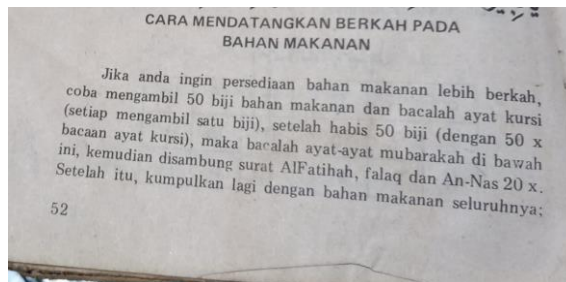 CARA MENDATANGKAN BERKAH PADA
BAHAN MAKANAN
Jika anda ingin persediaan bahan makanan lebih berkah,
coba mengambil 50 biji bahan makanan dan bacalah ayat kursi
(setiap mengambil satu biji), setelah habis 50 biji (dengan 50 x
bacaan ayat kursi), maka bacalah ayat-ayat mubarakah di bawah
ini, kemudian disambung surat AlFatihah, falaq dan An-Nas 20 x.
Setelah itu, kumpulkan lagi dengan bahan makanan seluruhnya;
52